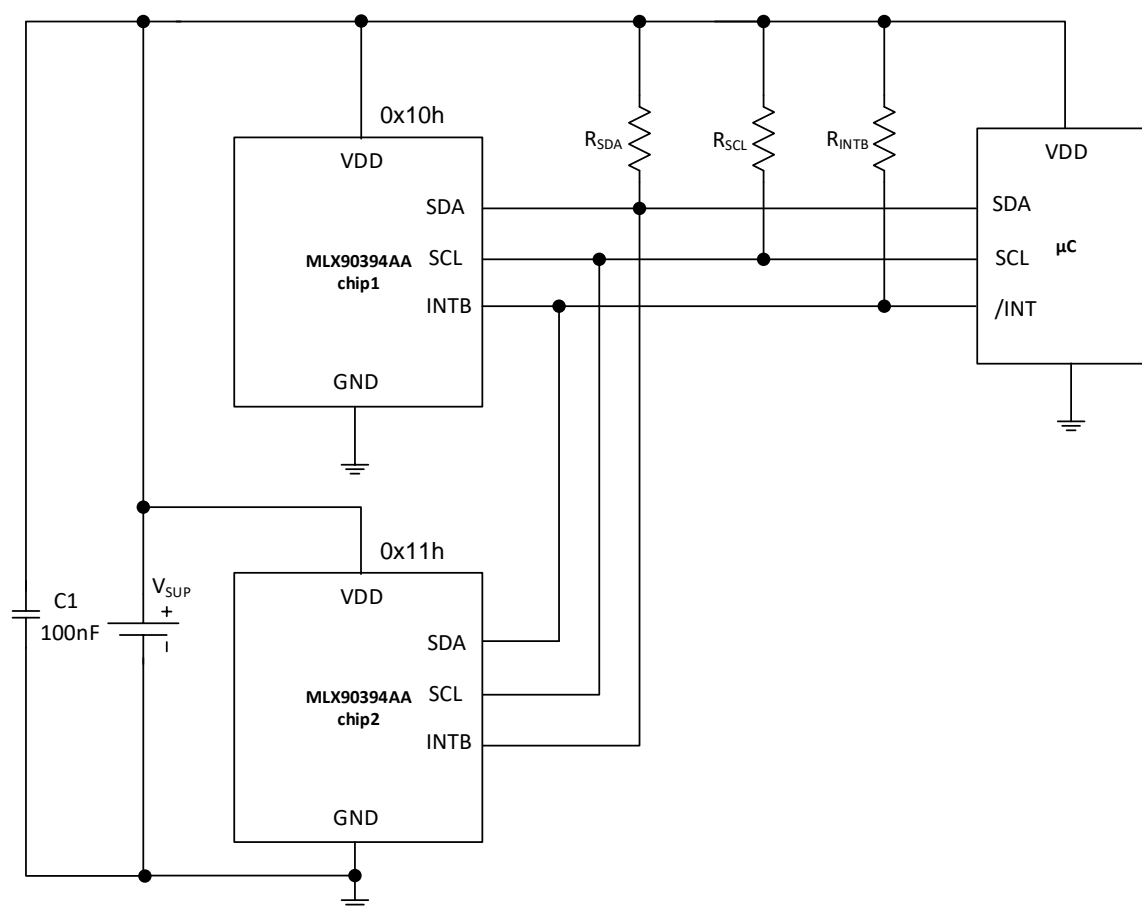 0x10h
VDD
SDA
MLX90394AA
chip1
SCL
INTB
GND
RSDA
RSCL
RINTB
VDD
SDA
µC
SCL
/INT
0x11h
VDD
VSUP
+
C1
100nF
SDA
MLX90394AA
chip2
SCL
INTB
GND